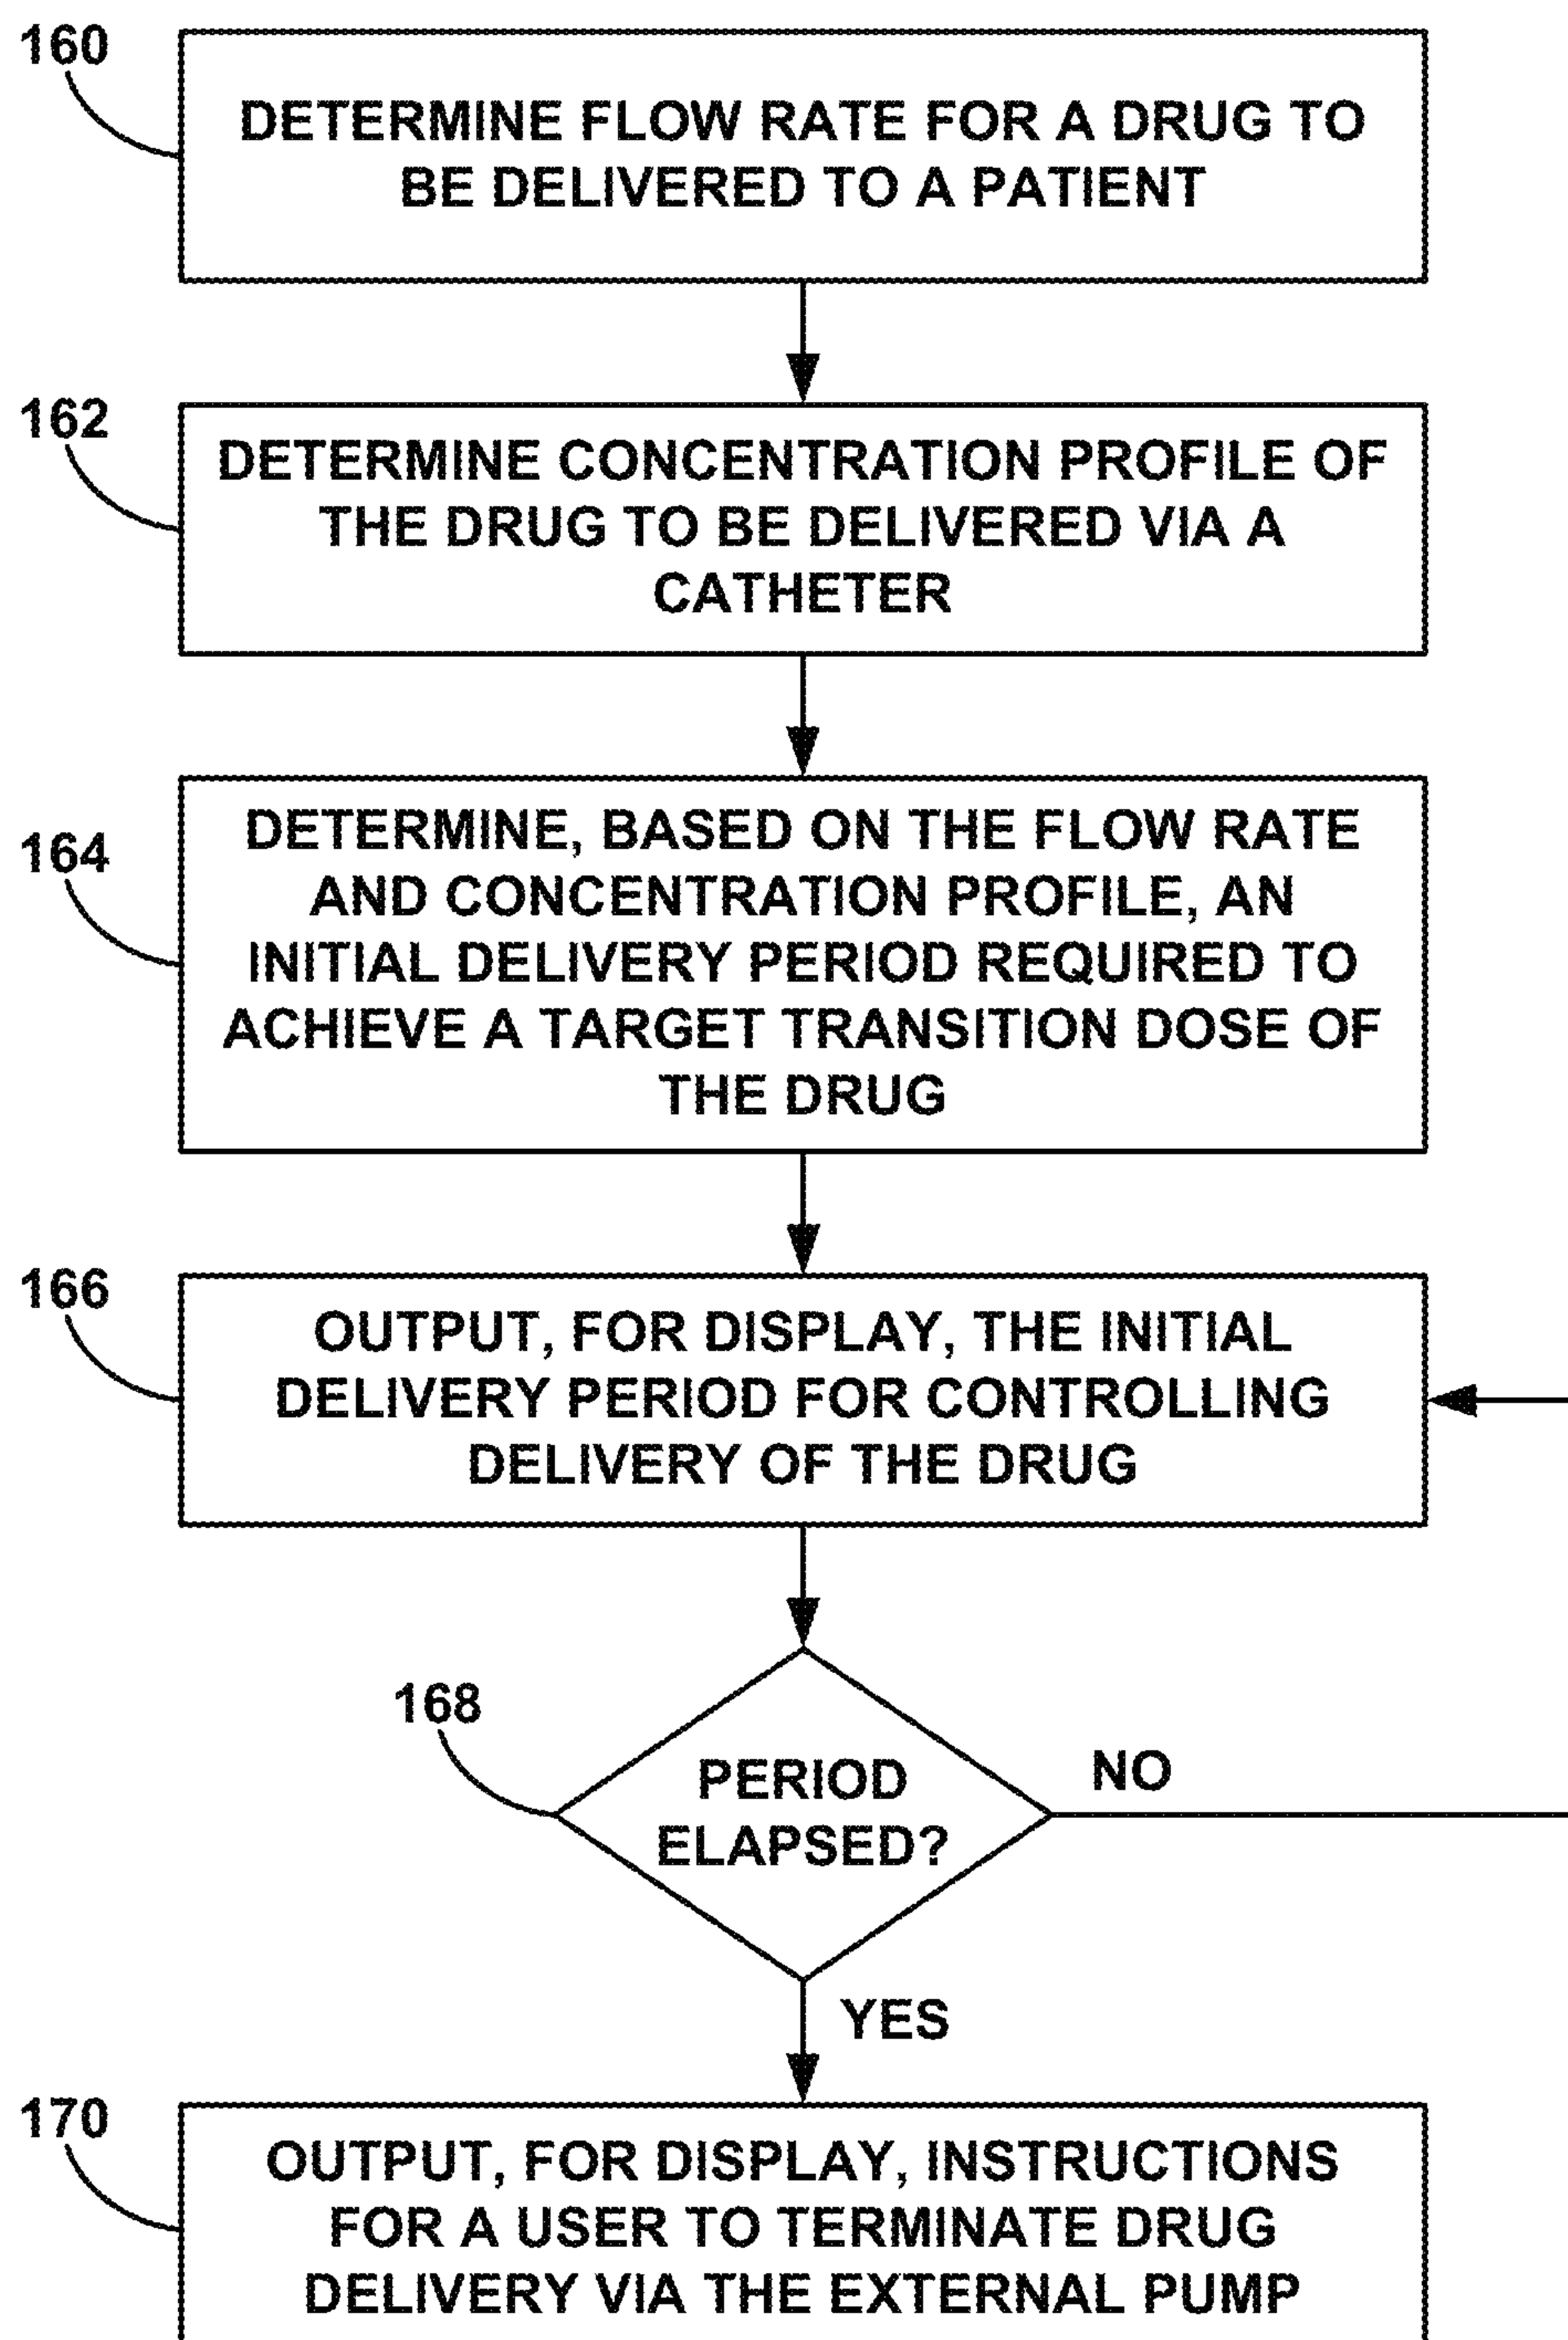 160
DETERMINE FLOW RATE FOR A DRUG TO
BE DELIVERED TO A PATIENT
162
DETERMINE CONCENTRATION PROFILE OF
THE DRUG TO BE DELIVERED VIA A
CATHETER
164
DETERMINE, BASED ON THE FLOW RATE
AND CONCENTRATION PROFILE, AN
INITIAL DELIVERY PERIOD REQUIRED TO
ACHIEVE A TARGET TRANSITION DOSE OF
THE DRUG
166
OUTPUT, FOR DISPLAY, THE INITIAL
DELIVERY PERIOD FOR CONTROLLING
DELIVERY OF THE DRUG
168
PERIOD
ELAPSED?
NO
YES
170
OUTPUT, FOR DISPLAY, INSTRUCTIONS
FOR A USER TO TERMINATE DRUG
DELIVERY VIA THE EXTERNAL PUMP